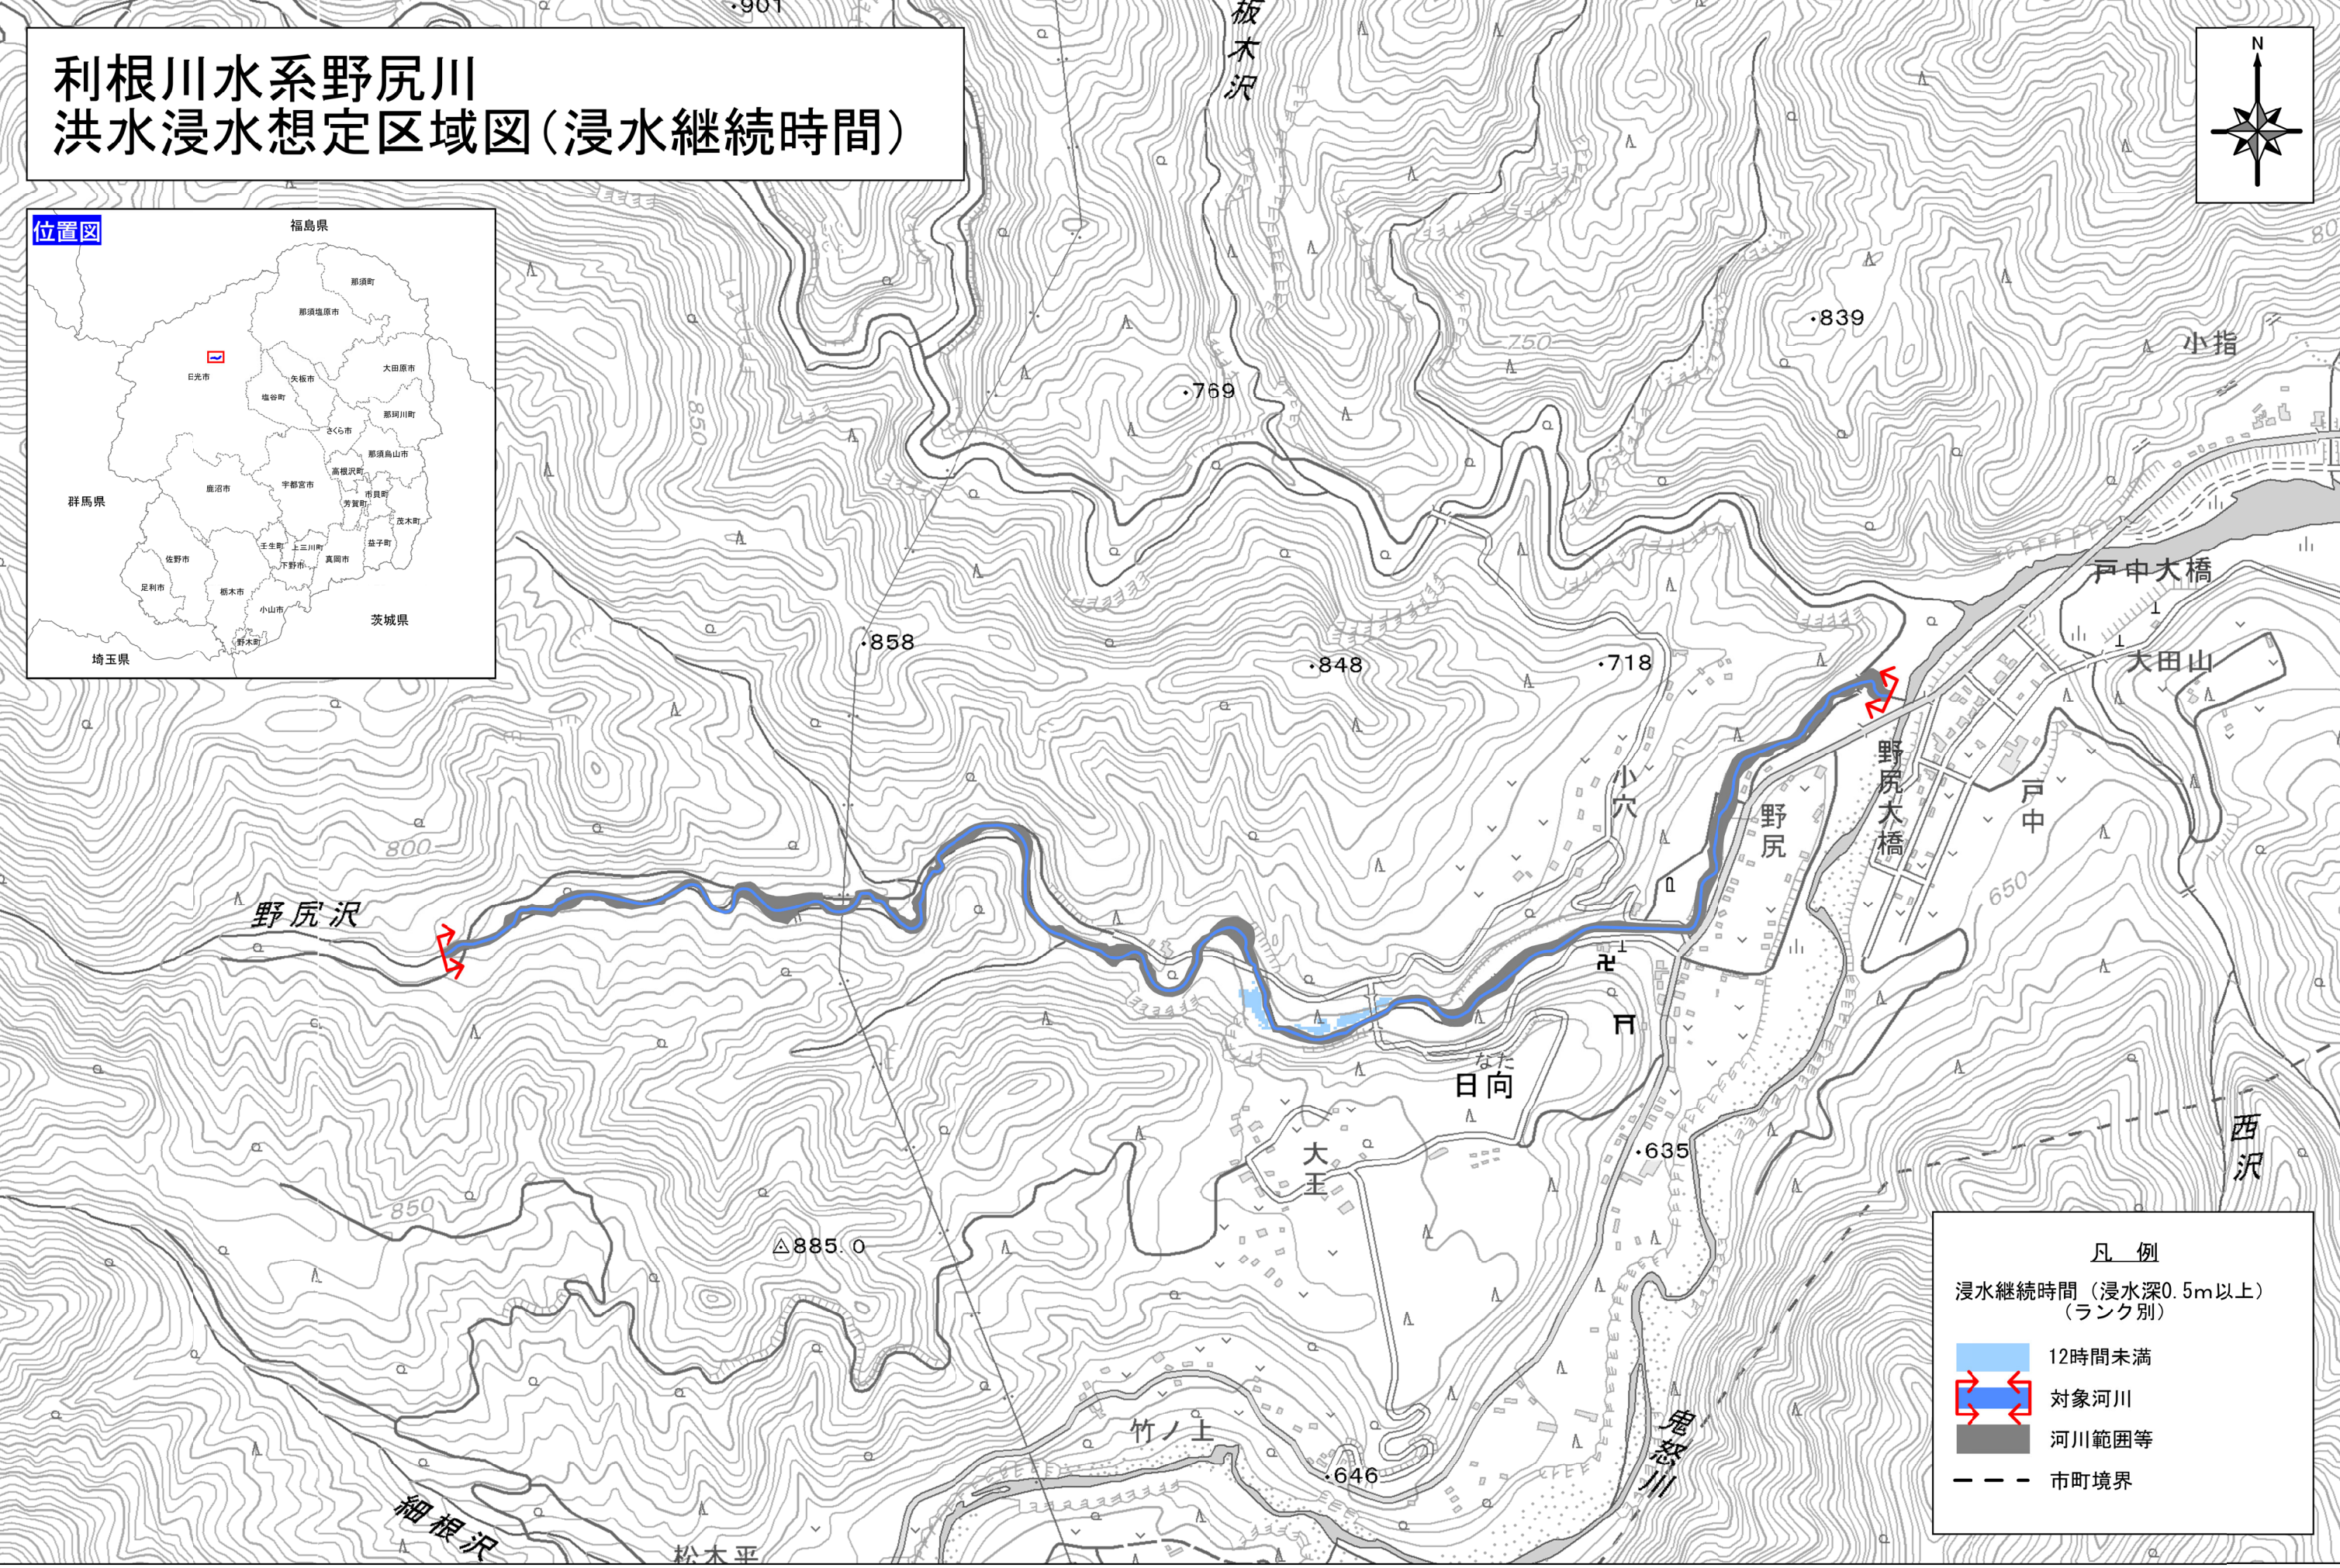 利根川水系野尻川
洪水浸水想定区域図(浸水継続時間)
位置図
福島県
那須町
那須塩原市
日光市
矢板市
大田原市
塩谷町
那珂川町
さくら市
那須烏山市
高根沢町
鹿沼市
宇都宮市
市貝町
芳賀町
茂木町
群馬県
壬生町
上三川町
益子町
佐野市
下野市
真岡市
足利市
栃木市
小山市
茨城県
野木町
埼玉県
901
板木沢
N
80
839
小指
750
769
850
戸中大橋
858
848
718
大田山
小穴
野尻大橋
戸中
野尻
800
650
野尻沢
なた
日向
大王
635
西沢
850
885.0
竹ノ上
646
鬼怒川
細根沢
松木平
凡 例
浸水継続時間(浸水深0.5m以上)
(ランク別)
12時間未満
対象河川
河川範囲等
市町境界